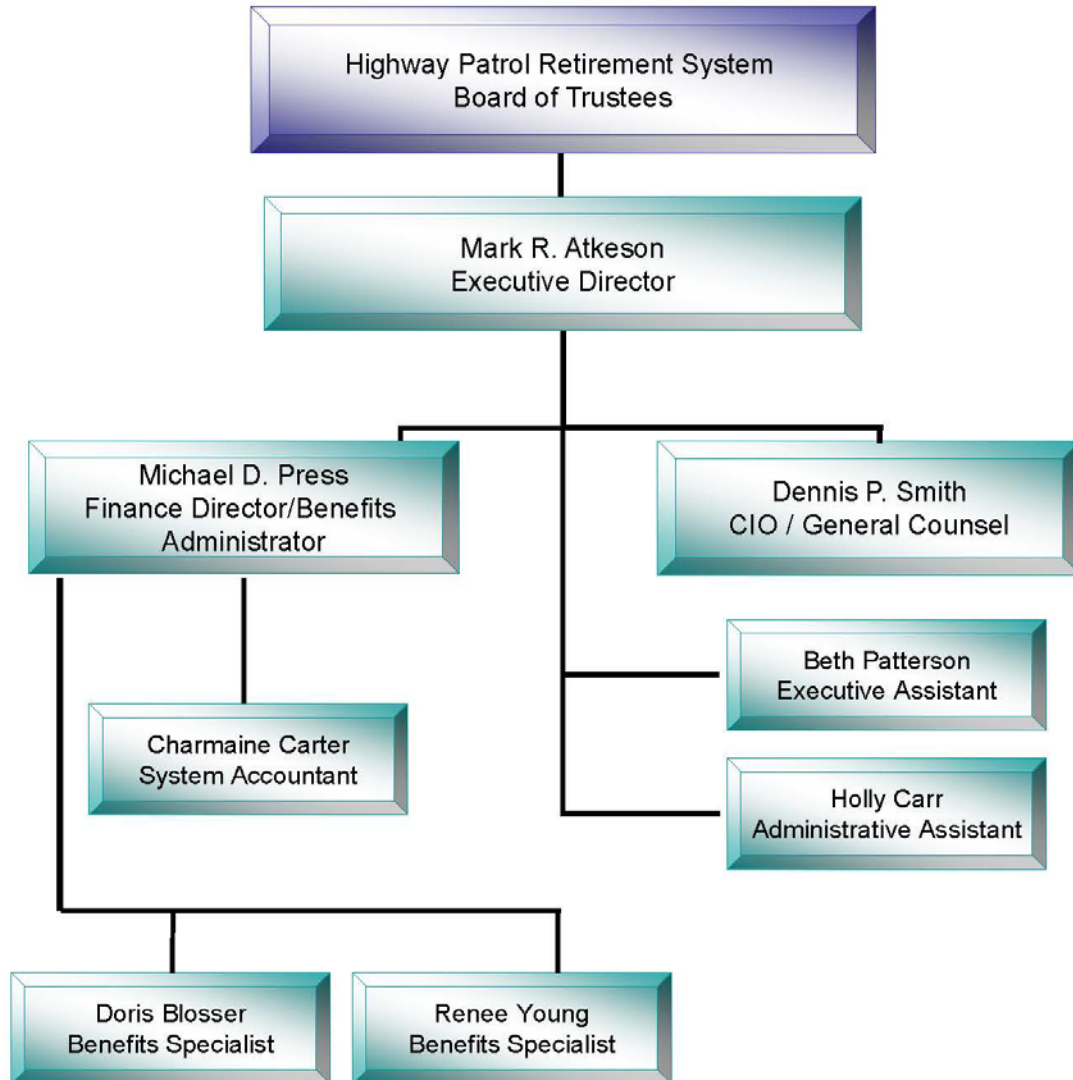 Highway Patrol Retirement System
Board of Trustees
Mark R. Atkeson
Executive Director
Michael D. Press
Finance Director/Benefits
Administrator
Dennis P. Smith
CIO / General Counsel
Beth Patterson
Executive Assistant
Charmaine Carter
System Accountant
Holly Carr
Administrative Assistant
Doris Blosser
Benefits Specialist
Renee Young
Benefits Specialist